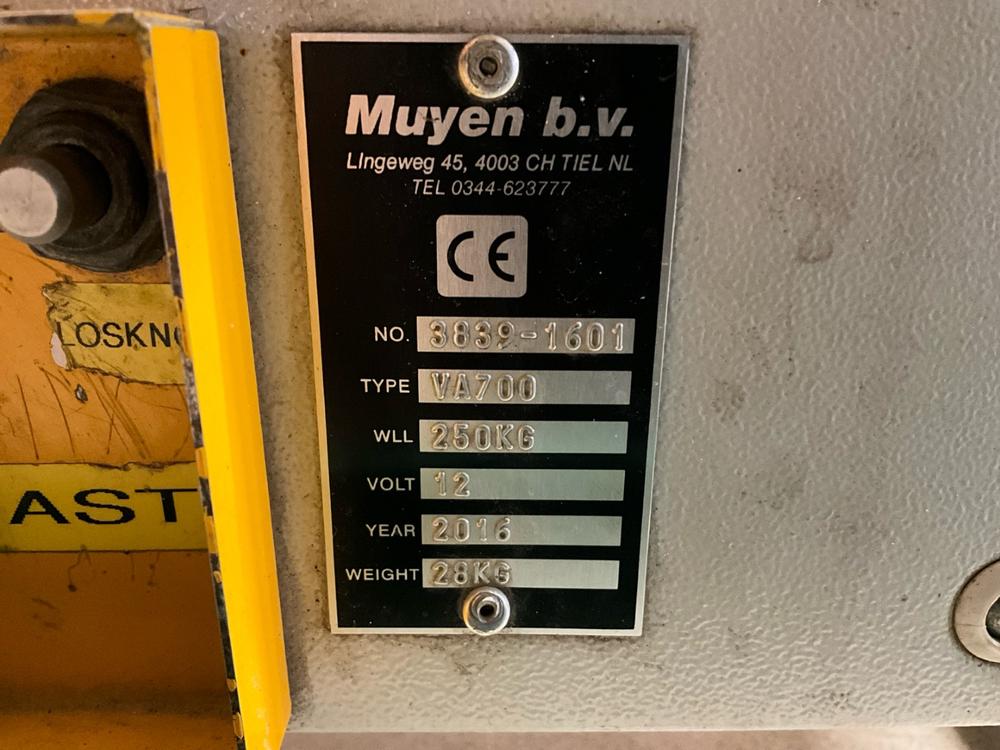 Muyen b.v.
LIngeweg 45, 4003 CH TIEL NL
TEL 0344-623777
CE
NO. 3839-1601
TYPE VA700
WLL 250KG
VOLT 12
YEAR 2016
WEIGHT 28KG
LOSKN
AST